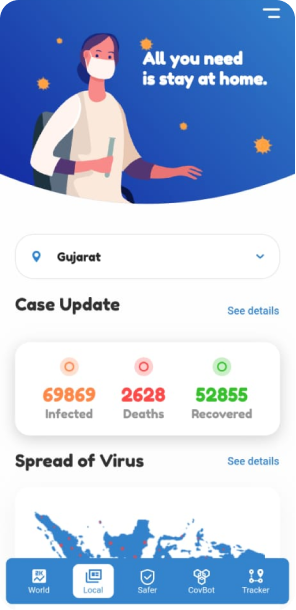 All you need
is stay at home.
Gujarat
Case Update
See details
69869 2628 52855
Infected Deaths Recovered
Spread of Virus See details
World Local Safer CovBot Tracker